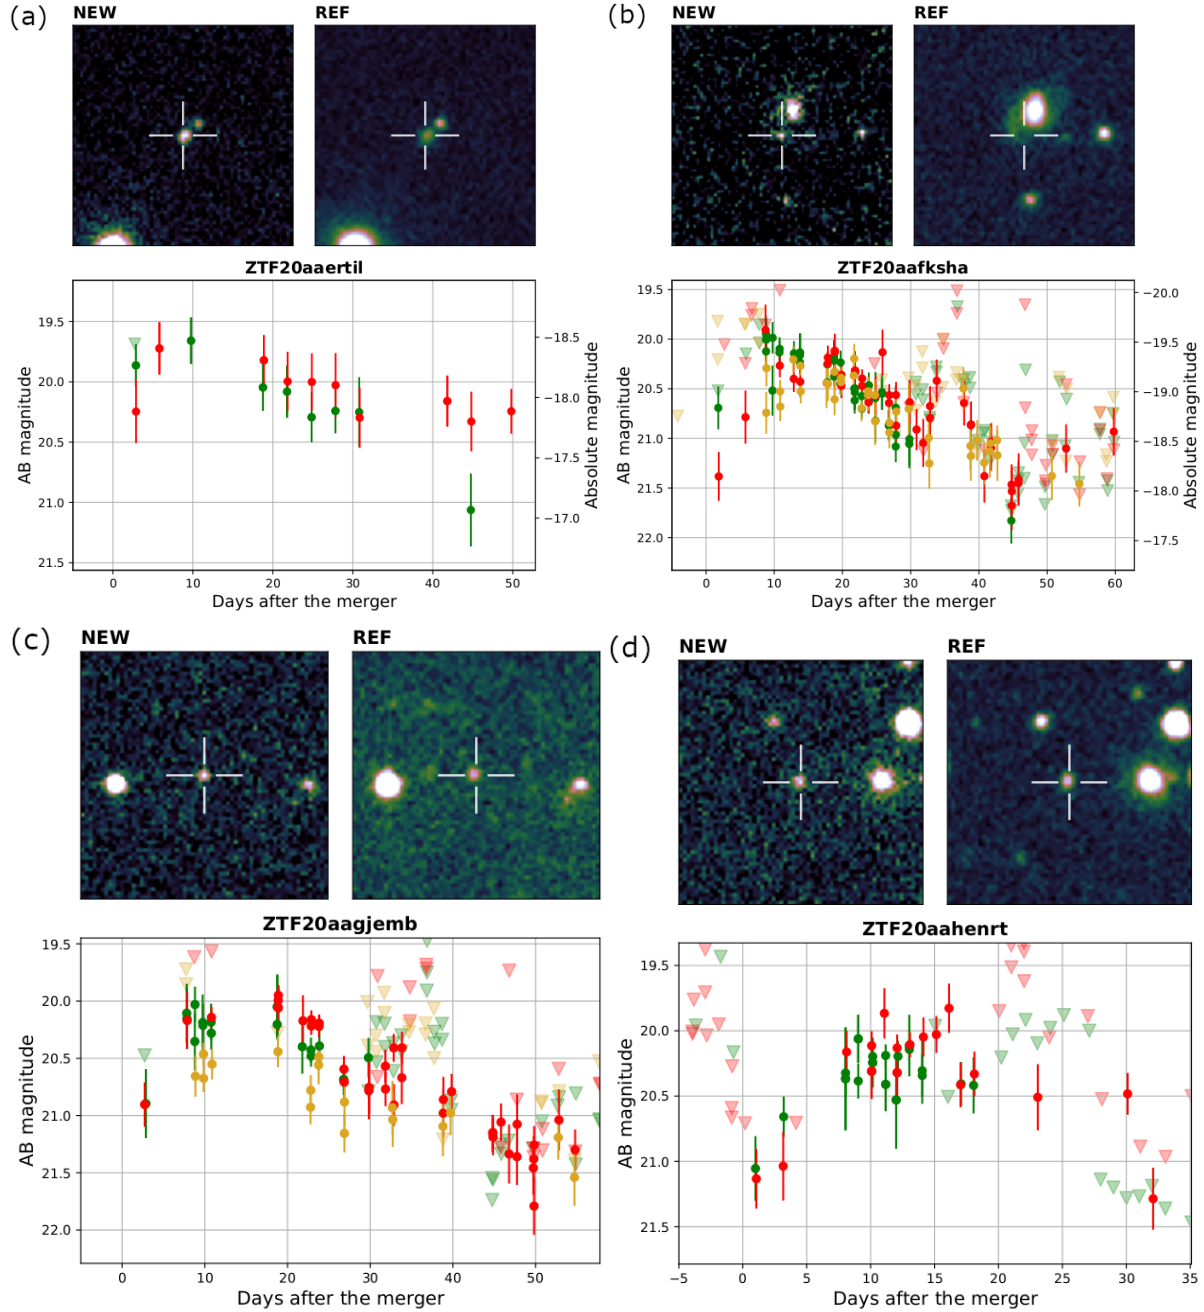 (a)
NEW
REF
ZTF20aaertil
19.5
20.0
20.5
21.0
21.5
AB magnitude
−18.5
−18.0
−17.5
−17.0
Absolute magnitude
0
10
20
30
40
50
Days after the merger
(b)
NEW
REF
ZTF20aafksha
19.5
20.0
20.5
21.0
21.5
22.0
AB magnitude
−20.0
−19.5
−19.0
−18.5
−18.0
−17.5
Absolute magnitude
0
10
20
30
40
50
60
Days after the merger
(c)
NEW
REF
ZTF20aagjemb
19.5
20.0
20.5
21.0
21.5
22.0
AB magnitude
0
10
20
30
40
50
Days after the merger
(d)
NEW
REF
ZTF20aahenrt
19.5
20.0
20.5
21.0
21.5
AB magnitude
−5
0
5
10
15
20
25
30
35
Days after the merger